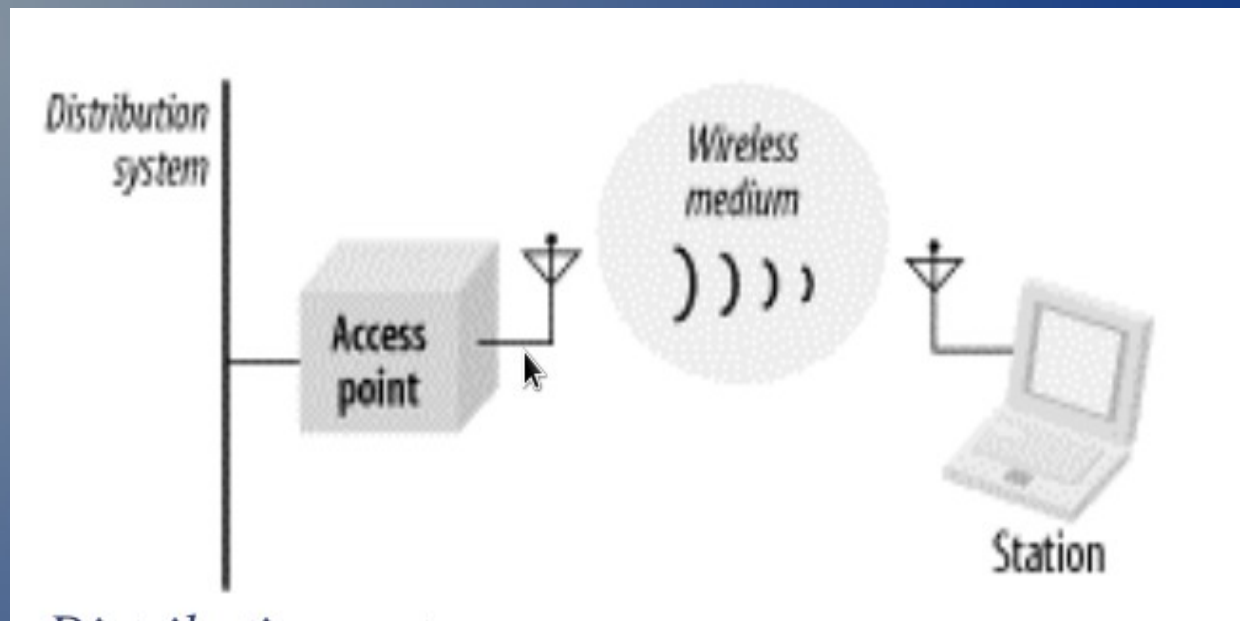 Distribution
system
Wireless
medium
Access
point
Station